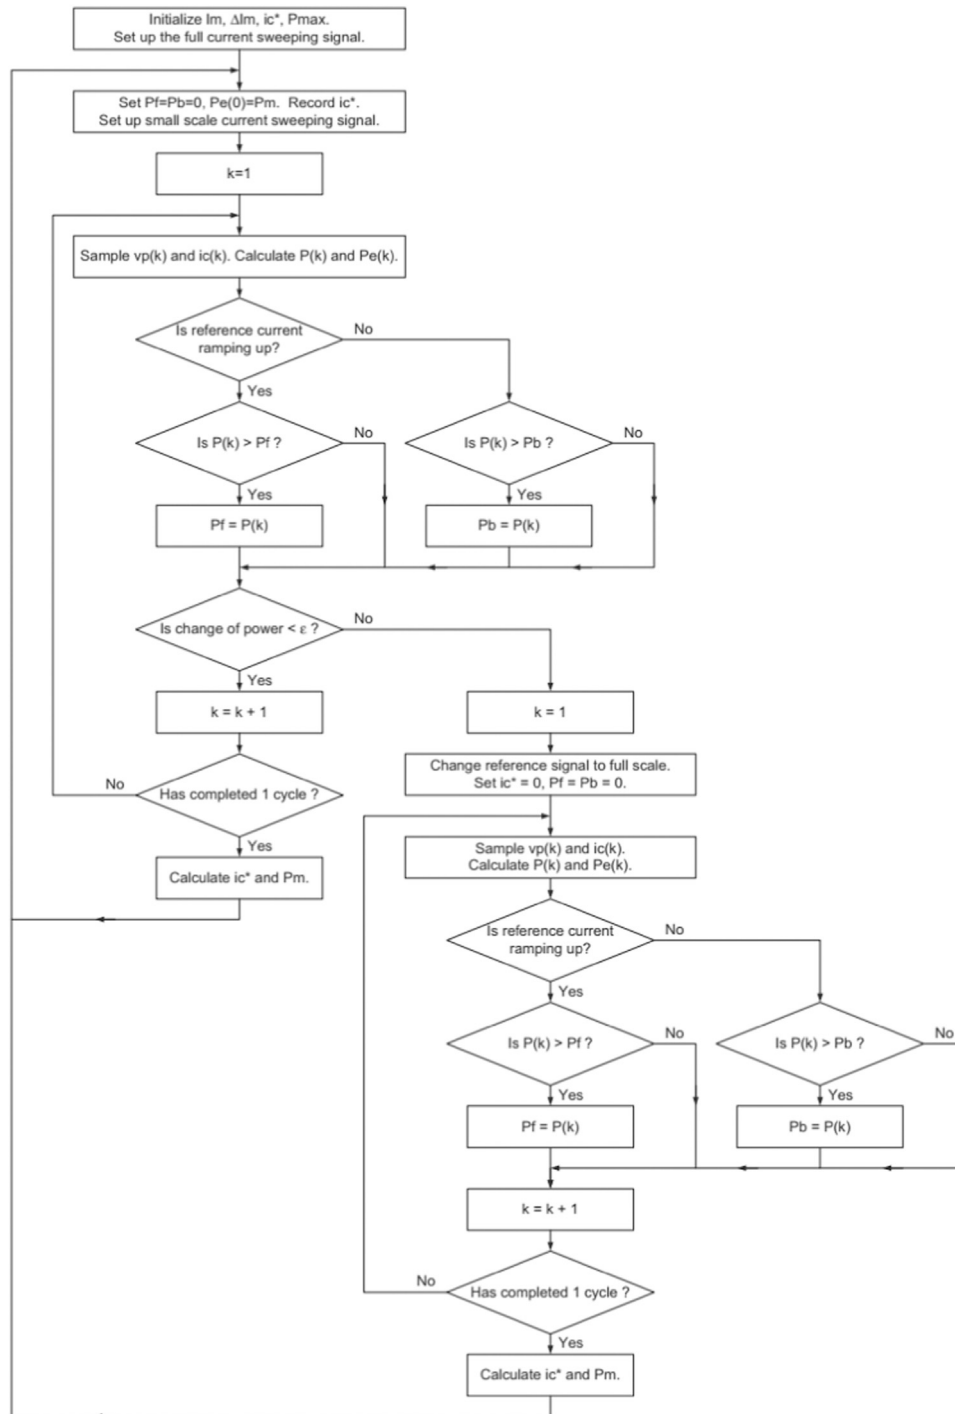 Initialize Im, ΔIm, ic*, Pmax.
Set up the full current sweeping signal.
Set Pf=Pb=0, Pe(0)=Pm. Record ic*.
Set up small scale current sweeping signal.
k=1
Sample vp(k) and ic(k). Calculate P(k) and Pe(k).
Is reference current
ramping up?
No
Yes
Is P(k) > Pf ?
No
Is P(k) > Pb ?
No
Yes
Yes
Pf = P(k)
Pb = P(k)
Is change of power < ε ?
No
Yes
k = k + 1
k = 1
Change reference signal to full scale.
Set ic* = 0, Pf = Pb = 0.
No
Has completed 1 cycle ?
Yes
Calculate ic* and Pm.
Sample vp(k) and ic(k).
Calculate P(k) and Pe(k).
Is reference current
ramping up?
No
Yes
Is P(k) > Pf ?
No
Is P(k) > Pb ?
No
Yes
Yes
Pf = P(k)
Pb = P(k)
k = k + 1
No
Has completed 1 cycle ?
Yes
Calculate ic* and Pm.